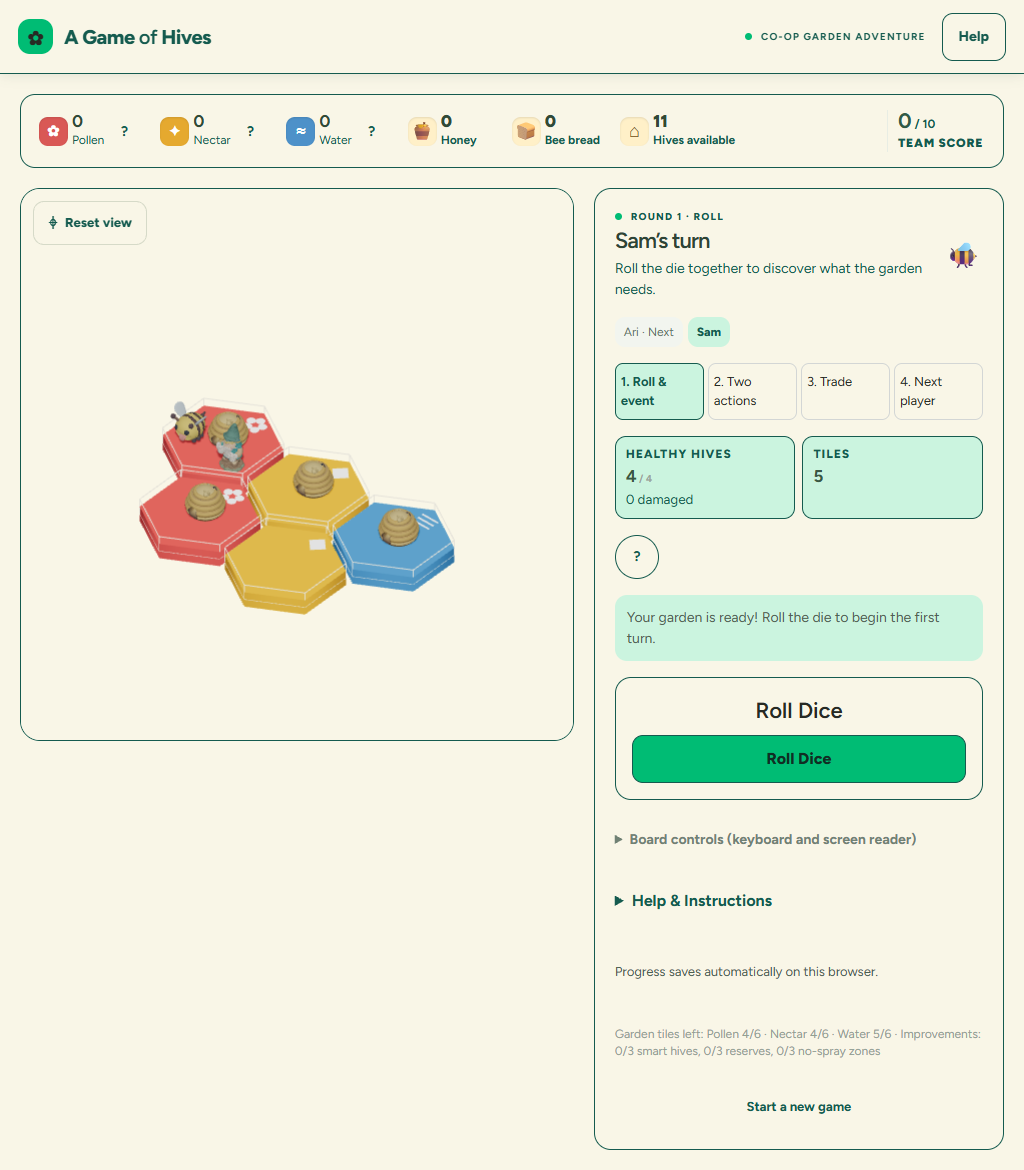 A Game of Hives
CO-OP GARDEN ADVENTURE
Help
0
Pollen
?
0
Nectar
?
0
Water
?
0
Honey
0
Bee bread
11
Hives available
0 / 10
TEAM SCORE
Reset view
ROUND 1 · ROLL
Sam's turn
Roll the die together to discover what the garden
needs.
Ari · Next
Sam
1. Roll &
event
2. Two
actions
3. Trade
4. Next
player
HEALTHY HIVES
4 / 4
0 damaged
TILES
5
?
Your garden is ready! Roll the die to begin the first
turn.
Roll Dice
Roll Dice
Board controls (keyboard and screen reader)
Help & Instructions
Progress saves automatically on this browser.
Garden tiles left: Pollen 4/6 · Nectar 4/6 · Water 5/6 · Improvements:
0/3 smart hives, 0/3 reserves, 0/3 no-spray zones
Start a new game